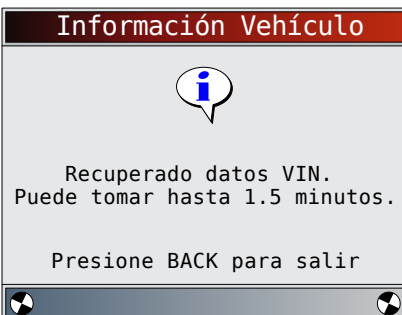 Información Vehículo
Recuperado datos VIN.
Puede tomar hasta 1.5 minutos.
Presione BACK para salir